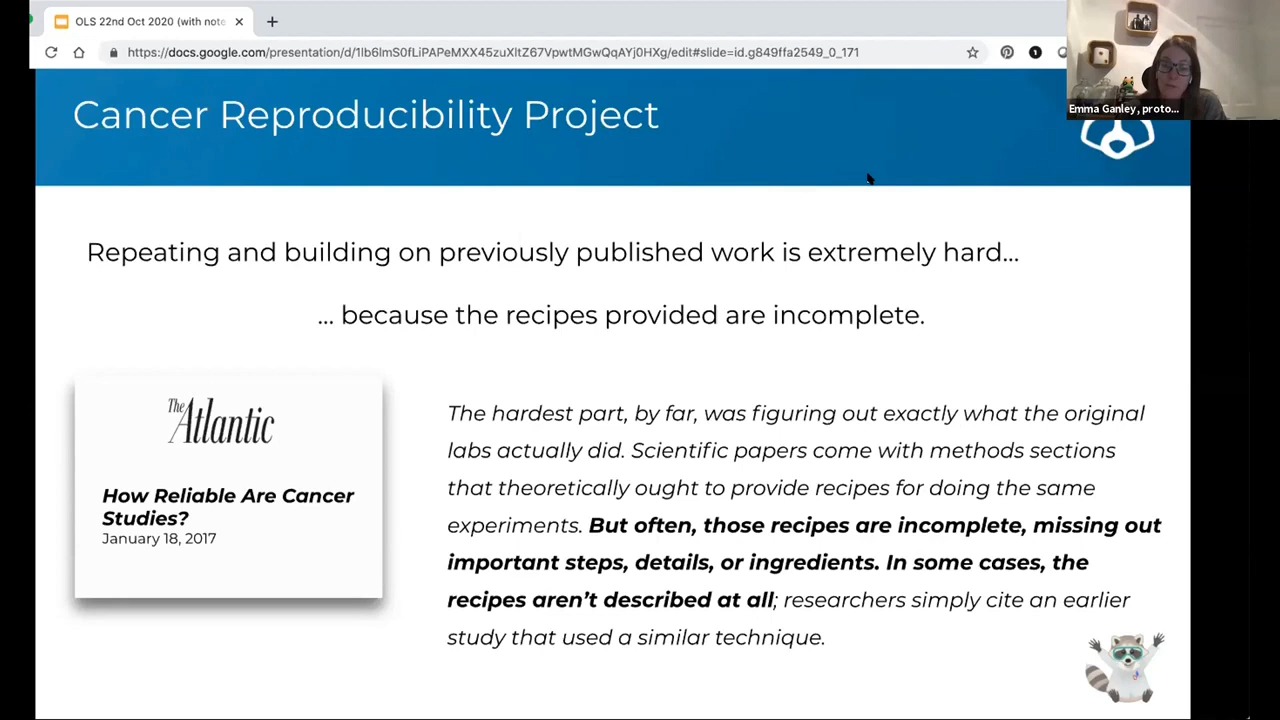 OLS 22nd Oct 2020 (with note
https://docs.google.com/presentation/d/1lb6lmS0fLiPAPeMXX45zuXltZ67VpwtMGwQqAYj0HXg/edit#slide=id.g849ffa2549_0_171
Emma Ganley, proto...
Cancer Reproducibility Project
Repeating and building on previously published work is extremely hard...
... because the recipes provided are incomplete.
The Atlantic
How Reliable Are Cancer
Studies?
January 18, 2017
The hardest part, by far, was figuring out exactly what the original
labs actually did. Scientific papers come with methods sections
that theoretically ought to provide recipes for doing the same
experiments. But often, those recipes are incomplete, missing out
important steps, details, or ingredients. In some cases, the
recipes aren't described at all; researchers simply cite an earlier
study that used a similar technique.